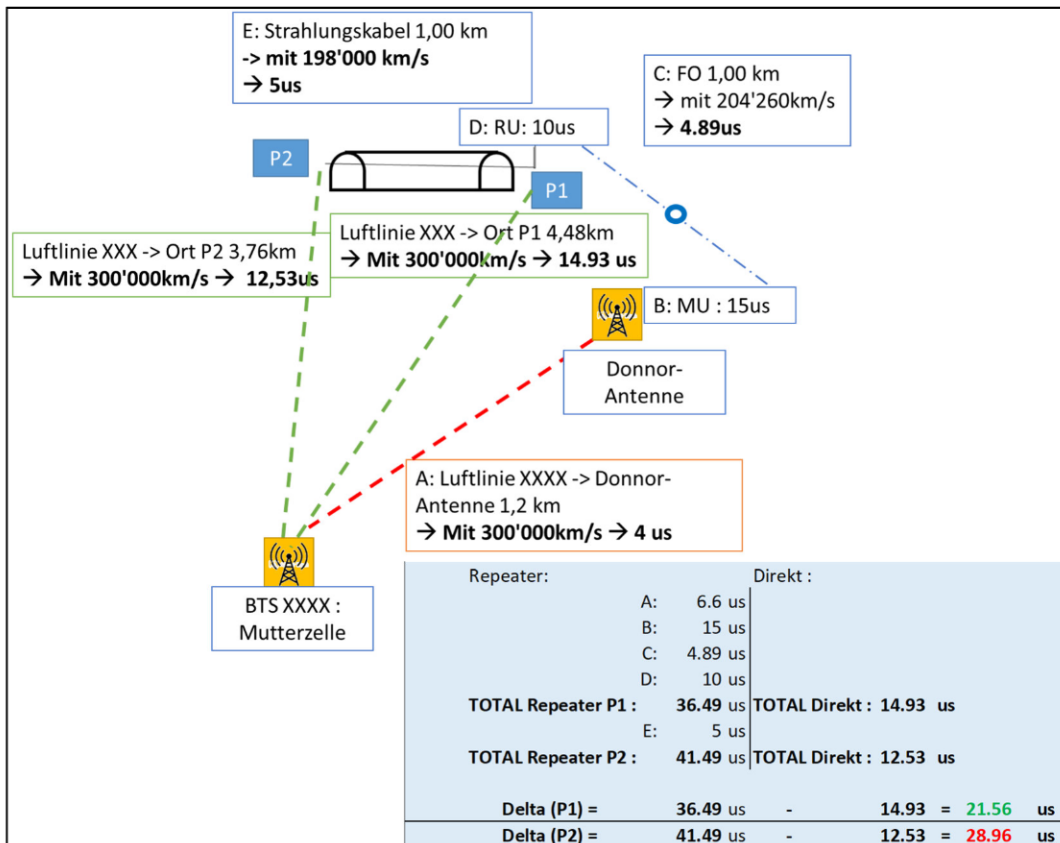 E: Strahlungskabel 1,00 km
-> mit 198'000 km/s
→ 5us
C: FO 1,00 km
→ mit 204'260km/s
→ 4.89us
D: RU: 10us
P2
P1
Luftlinie XXX -> Ort P2 3,76km
→ Mit 300'000km/s → 12,53us
Luftlinie XXX -> Ort P1 4,48km
→ Mit 300'000km/s → 14.93 us
B: MU : 15us
Donnor-
Antenne
A: Luftlinie XXXX -> Donnor-
Antenne 1,2 km
→ Mit 300'000km/s → 4 us
BTS XXXX :
Mutterzelle
Repeater: Direkt :
A: 6.6 us
B: 15 us
C: 4.89 us
D: 10 us
TOTAL Repeater P1 : 36.49 us TOTAL Direkt : 14.93 us
E: 5 us
TOTAL Repeater P2 : 41.49 us TOTAL Direkt : 12.53 us
Delta (P1) = 36.49 us - 14.93 = 21.56 us
Delta (P2) = 41.49 us - 12.53 = 28.96 us